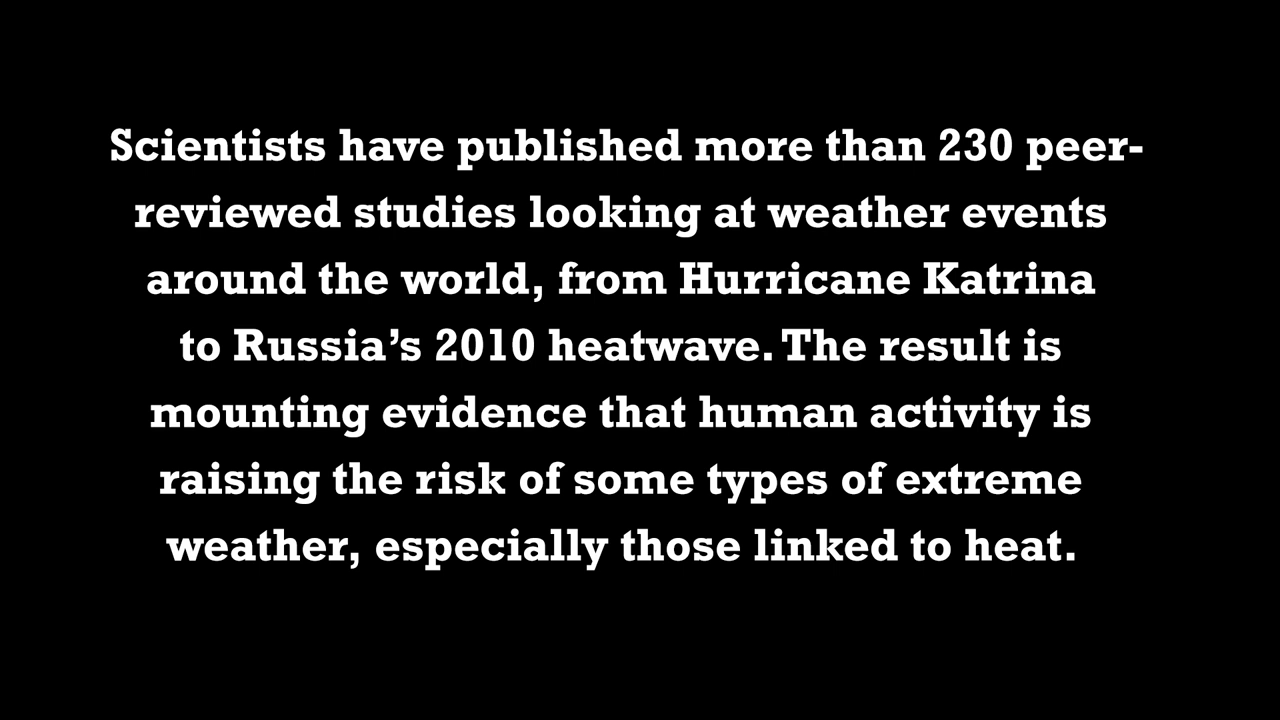 Scientists have published more than 230 peer-
reviewed studies looking at weather events
around the world, from Hurricane Katrina
to Russia’s 2010 heatwave. The result is
mounting evidence that human activity is
raising the risk of some types of extreme
weather, especially those linked to heat.